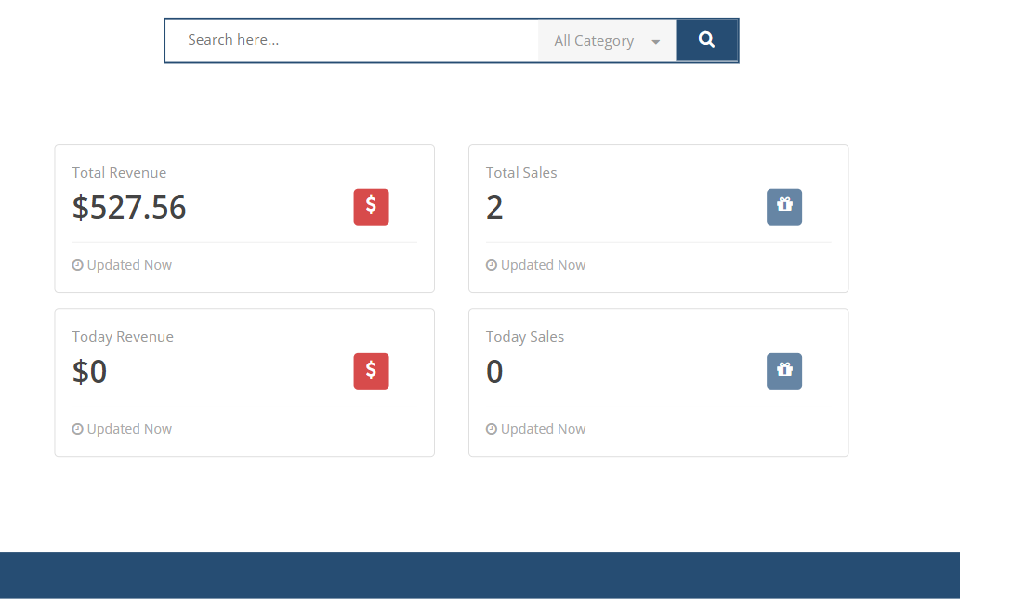 Search here...
All Category
Total Revenue
$527.56
Updated Now
Total Sales
2
Updated Now
Today Revenue
$0
Updated Now
Today Sales
0
Updated Now